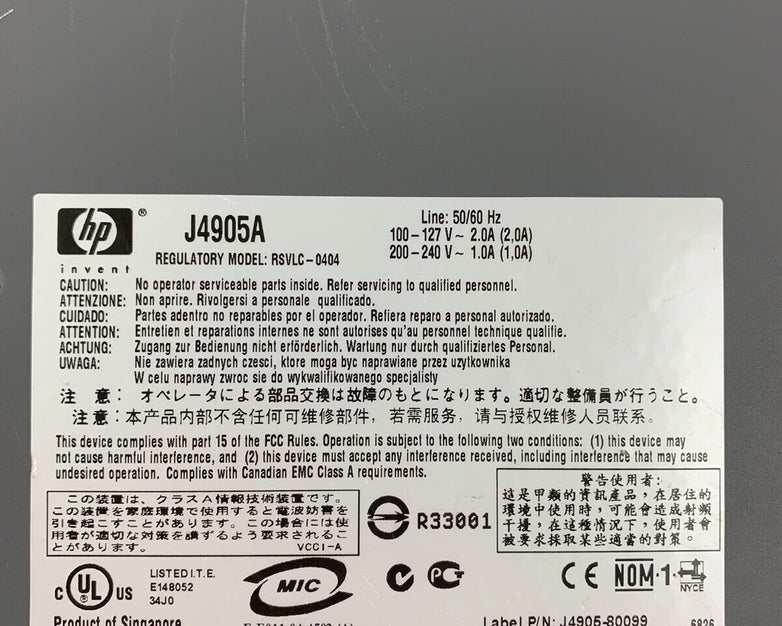 hp ®
invent
J4905A
REGULATORY MODEL: RSVLC-0404
Line: 50/60 Hz
100-127 V~ 2.0A (2,0A)
200-240 V~ 1.0A (1,0A)
CAUTION: No operator serviceable parts inside. Refer servicing to qualified personnel.
ATTENZIONE: Non aprire. Rivolgersi a personale qualificado.
CUIDADO: Partes adentro no reparables por el operador. Refiera reparo a personal autorizado.
ATTENTION: Entretien et reparations internes ne sont autorises qu'au personnel technique qualifie.
ACHTUNG: Zugang zur Bedienung nicht erförderlich. Wartung nur durch qualifiziertes Personal.
UWAGA: Nie zawiera zadnych czesci, ktore moga byc naprawiane przez uzytkownika
W celu naprawy zwroc sie do wykwalifikowanego specjalisty
注 意: オペレータによる部品交換は故障のもとになります。適切な整備員が行うこと。
注意:本产品内部不含任何可维修部件, 若需服务, 请与授权维修人员联系。
This device complies with part 15 of the FCC Rules. Operation is subject to the following two conditions: (1) this device may
not cause harmful interference, and (2) this device must accept any interference received, including interference that may cause
undesired operation. Complies with Canadian EMC Class A requirements.
この装置は、クラスA情報技術装置です。
この装置を家庭環境で使用すると電波妨害を
引き起こすことがあります。この場合には使
用者が適切な対策を講ずるよう要求されるこ
とがあります。 VCCI-A
R33001
警告使用者:
這是甲類的資訊產品,在居住的
環境中使用時,可能會造成射頻
干擾,在這種情況下,使用者會
被要求採取某些適當的對策。
C UL US
LISTED I.T.E.
E148052
34J0
MIC
PG
CE
NOM-1-
NYCE
Product of Singapore
Label P/N: J4905-80099
6826